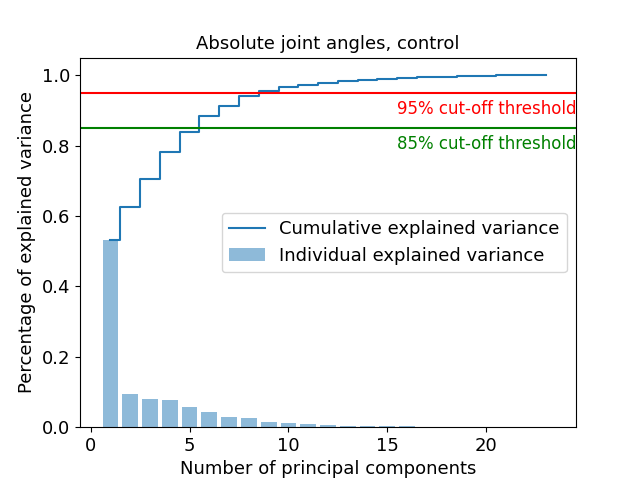 Absolute joint angles, control
Percentage of explained variance
1.0
0.8
0.6
0.4
0.2
0.0
95% cut-off threshold
85% cut-off threshold
Cumulative explained variance
Individual explained variance
0 5 10 15 20
Number of principal components